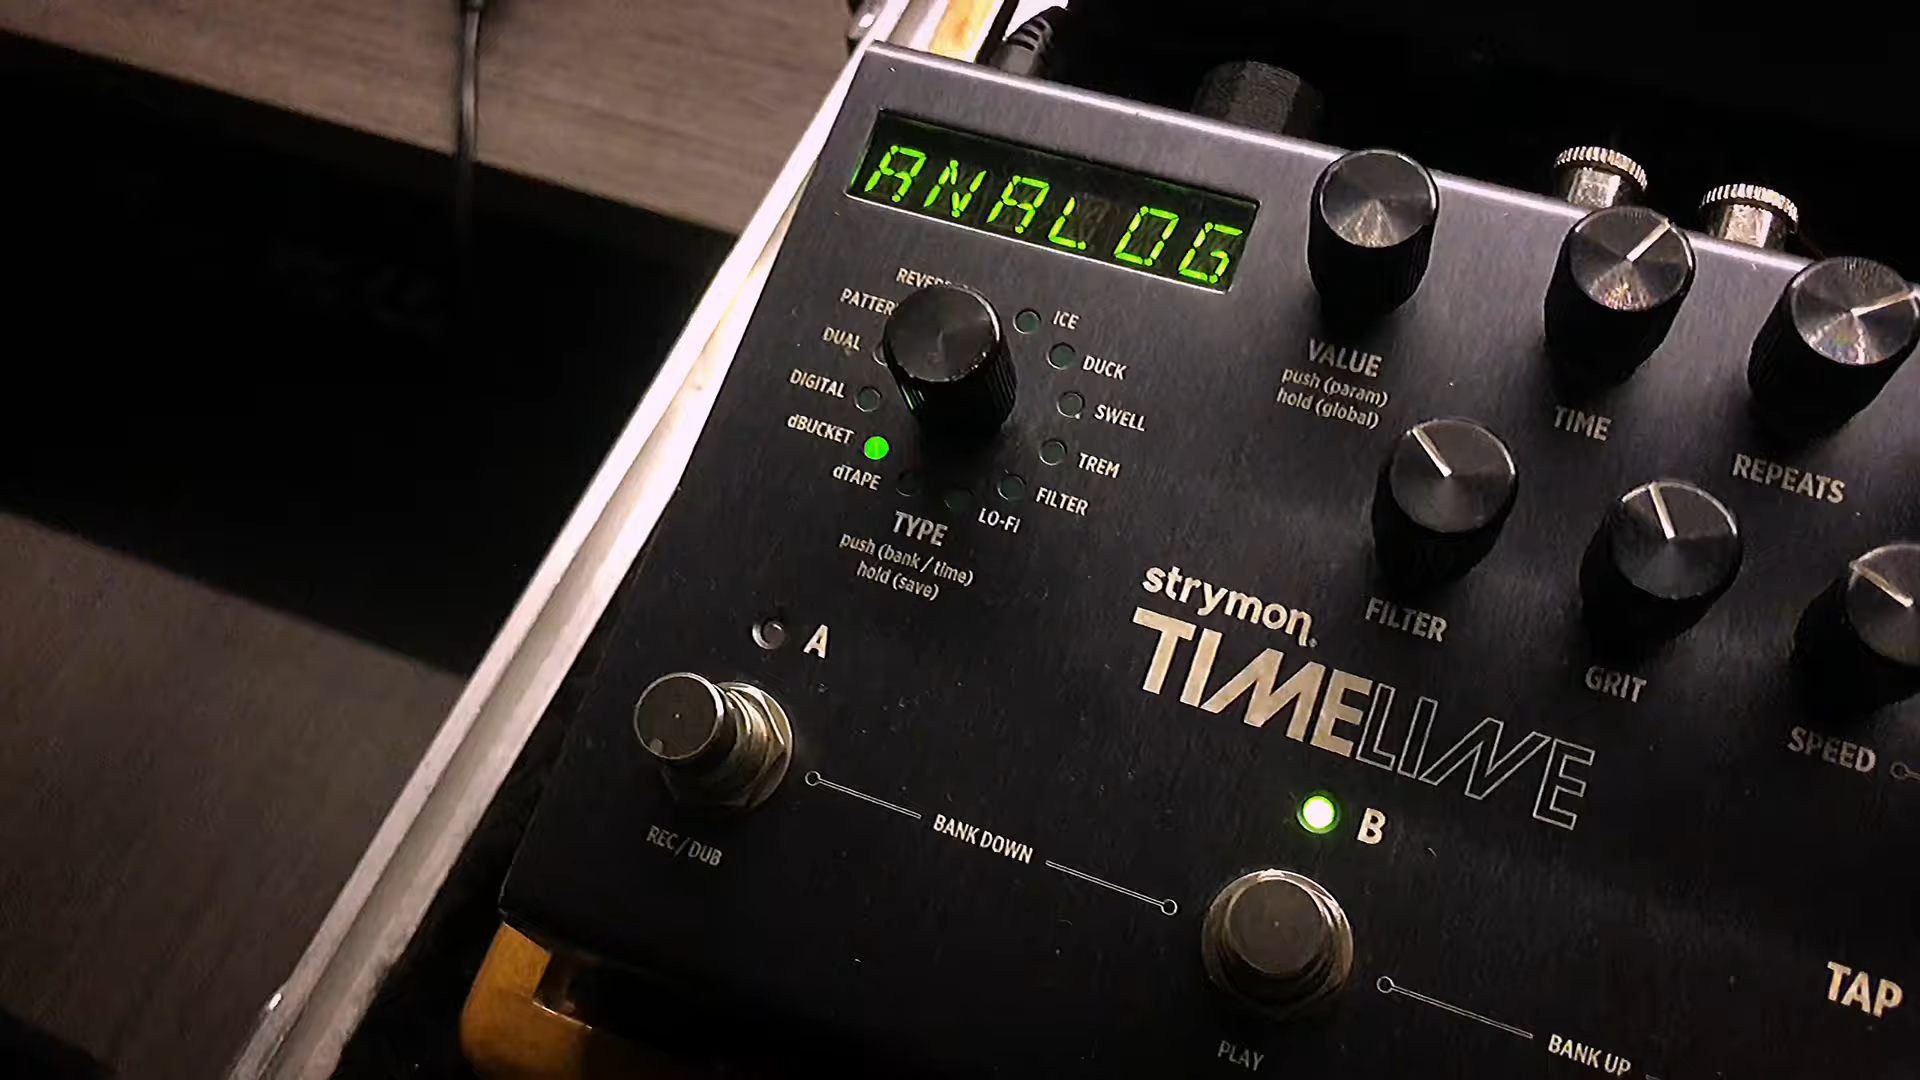 ANALOG
REVER
PATTER
DUAL
DIGITAL
dBUCKET
dTAPE
LO-FI
FILTER
TREM
SWELL
DUCK
ICE
TYPE
push (bank / time)
hold (save)
VALUE
push (param)
hold (global)
TIME
REPEATS
FILTER
GRIT
SPEED
strymon.
TIMELINE
A
B
REC/DUB
BANK DOWN
PLAY
BANK UP
TAP